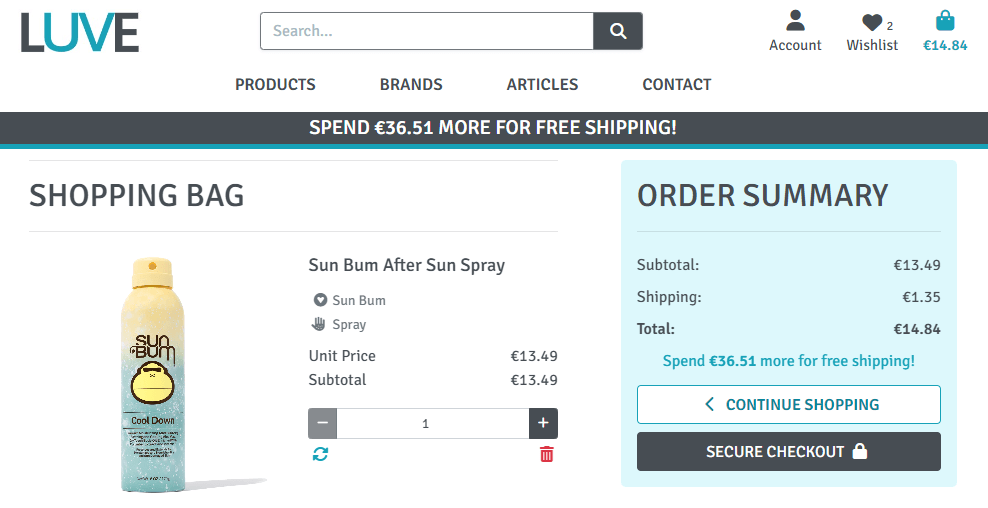 LUVE
Search...
Account
Wishlist 2
€14.84
PRODUCTS BRANDS ARTICLES CONTACT
SPEND €36.51 MORE FOR FREE SHIPPING!
SHOPPING BAG
SUN BUM
Cool Down
Sun Bum After Sun Spray
Sun Bum
Spray
Unit Price €13.49
Subtotal €13.49
1
ORDER SUMMARY
Subtotal: €13.49
Shipping: €1.35
Total: €14.84
Spend €36.51 more for free shipping!
CONTINUE SHOPPING
SECURE CHECKOUT